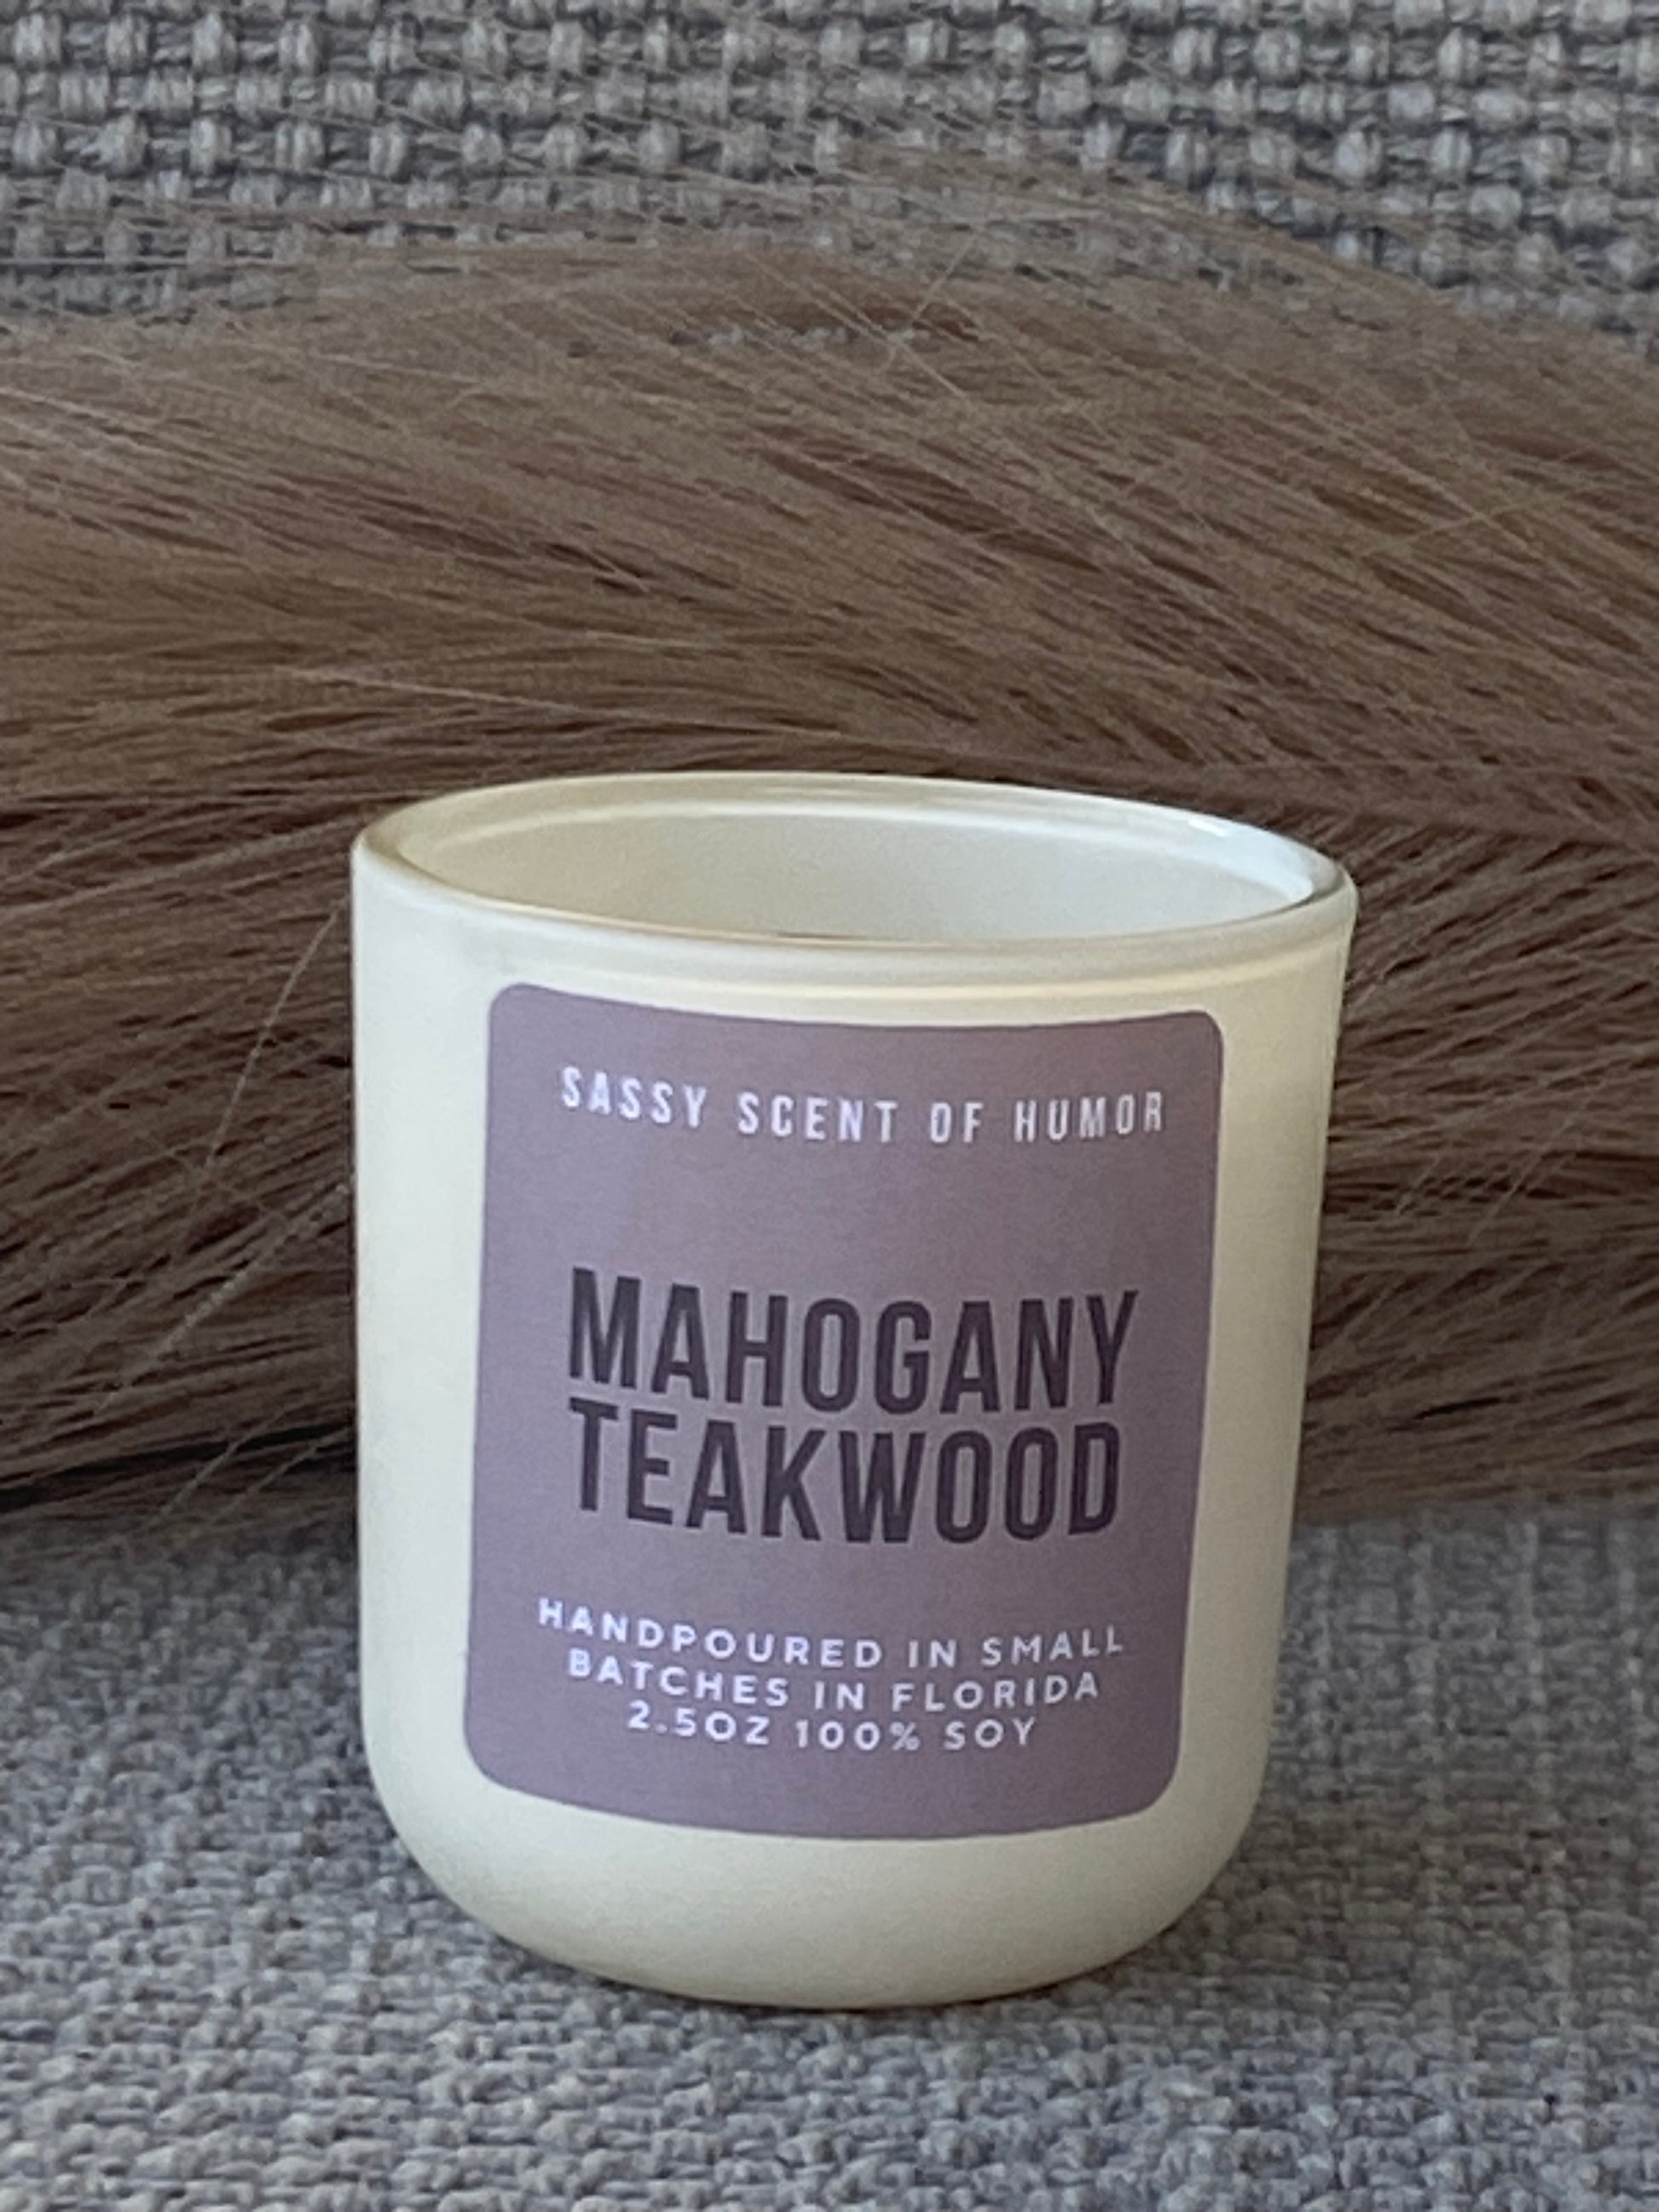 SASSY SCENT OF HUMOR
MAHOGANY
TEAKWOOD
HANDPOURED IN SMALL
BATCHES IN FLORIDA
2.5OZ 100% SOY